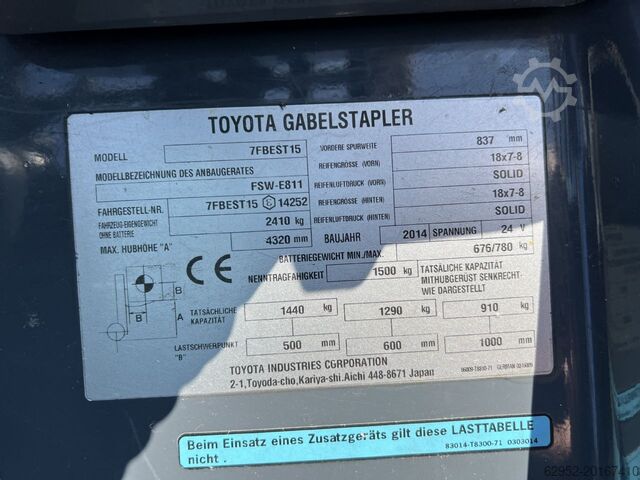 TOYOTA GABELSTAPLER
MODELL 7FBEST15
MODELLBEZEICHNUNG DES ANBAUGERATES FSW-E811
FAHRGESTELL-NR. 7FBEST15 14252
FAHRZEUG-EIGENGEWICHT OHNE BATTERIE 2410 kg
MAX. HUBHÖHE "A" 4320 mm
VORDERE SPURWEITE 837 mm
REIFENGRÖSSE (VORN) 18x7-8
REIFENLUFTDRUCK (VORN) SOLID
REIFENGRÖSSE (HINTEN) 18x7-8
REIFENLUFTDRUCK (HINTEN) SOLID
BAUJAHR 2014 SPANNUNG 24 V
BATTERIEGEWICHT MIN./MAX. 676/780 kg
NENNTRAGFÄHIGKEIT 1500 kg
TATSÄLICHE KAPAZITÄT
MITHUBGERÜST SENKRECHT-
WIE DARGESTELLT
CE
B
"B"
A
TATSÄCHLICHE KAPAZITÄT 1440 kg 1290 kg 910 kg
LASTSCHWERPUNKT "B" 500 mm 600 mm 1000 mm
TOYOTA INDUSTRIES CORPORATION
2-1,Toyoda-cho,Kariya-shi.Aichi 448-8671 Japan
Beim Einsatz eines Zusatzgeräts gilt diese LASTTABELLE
nicht .
83014-T8300-71 0303014
62952-20167410